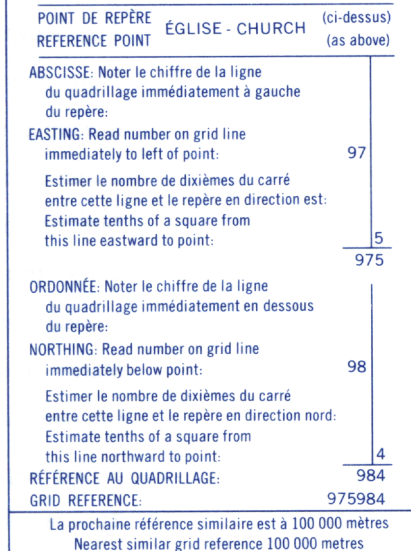 POINT DE REPÈRE
REFERENCE POINT ÉGLISE - CHURCH (ci-dessus)
(as above)
ABSCISSE: Noter le chiffre de la ligne
du quadrillage immédiatement à gauche
du repère:
EASTING: Read number on grid line
immediately to left of point: 97
Estimer le nombre de dixièmes du carré
entre cette ligne et le repère en direction est:
Estimate tenths of a square from
this line eastward to point: 5
975
ORDONNÉE: Noter le chiffre de la ligne
du quadrillage immédiatement en dessous
du repère:
NORTHING: Read number on grid line
immediately below point: 98
Estimer le nombre de dixièmes du carré
entre cette ligne et le repère en direction nord:
Estimate tenths of a square from
this line northward to point: 4
RÉFÉRENCE AU QUADRILLAGE: 984
GRID REFERENCE: 975984
La prochaine référence similaire est à 100 000 mètres
Nearest similar grid reference 100 000 metres